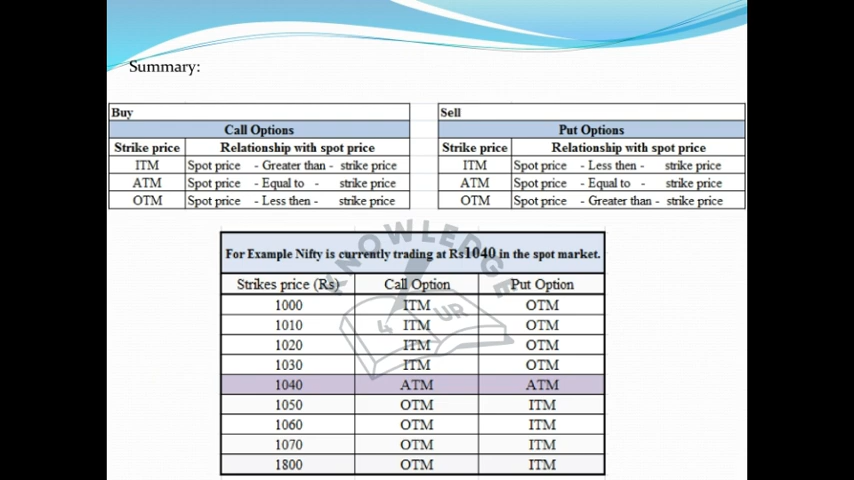 Summary:
Buy
Call Options
Strike price Relationship with spot price
ITM Spot price - Greater than - strike price
ATM Spot price - Equal to - strike price
OTM Spot price - Less then - strike price
Sell
Put Options
Strike price Relationship with spot price
ITM Spot price - Less then - strike price
ATM Spot price - Equal to - strike price
OTM Spot price - Greater than - strike price
For Example Nifty is currently trading at Rs1040 in the spot market.
Strikes price (Rs) Call Option Put Option
1000 ITM OTM
1010 ITM OTM
1020 ITM OTM
1030 ITM OTM
1040 ATM ATM
1050 OTM ITM
1060 OTM ITM
1070 OTM ITM
1800 OTM ITM
KNOWLEDGE
4 UR